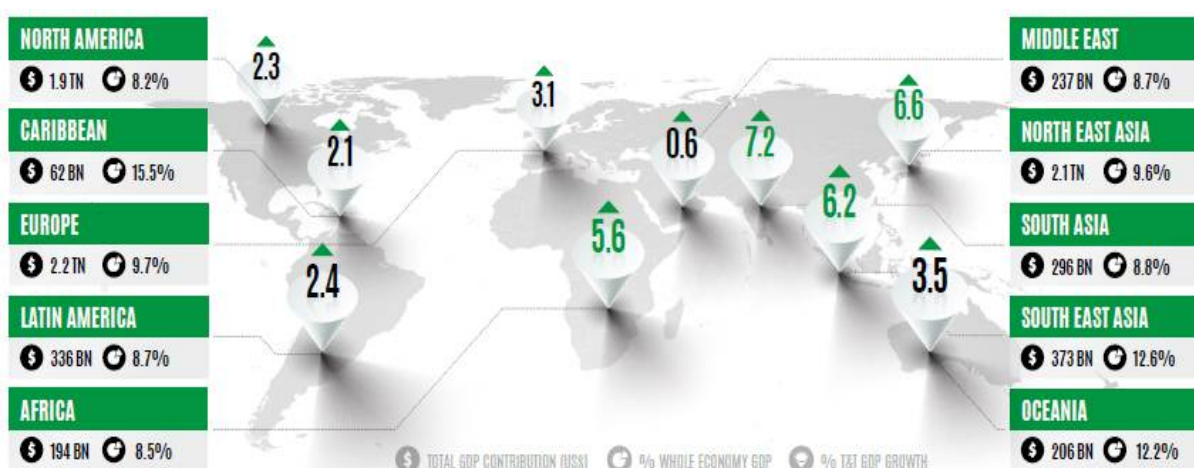 NORTH AMERICA
1.9 TN 8.2%
CARIBBEAN
62 BN 15.5%
EUROPE
2.2 TN 9.7%
LATIN AMERICA
336 BN 8.7%
AFRICA
194 BN 8.5%
2.3
2.1
2.4
3.1
5.6
0.6
7.2
6.2
6.6
3.5
MIDDLE EAST
237 BN 8.7%
NORTH EAST ASIA
2.1 TN 9.6%
SOUTH ASIA
296 BN 8.8%
SOUTH EAST ASIA
373 BN 12.6%
OCEANIA
206 BN 12.2%
$ TOTAL GDP CONTRIBUTION (US$) % WHOLE ECONOMY GDP % T&T GDP GROWTH